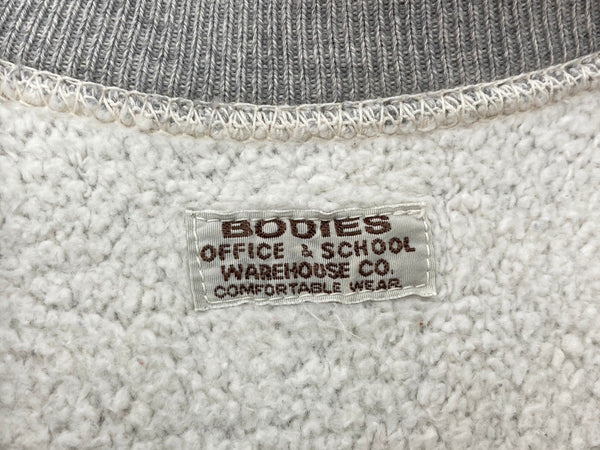 BODIES
OFFICE & SCHOOL
WAREHOUSE CO.
COMFORTABLE WEAR